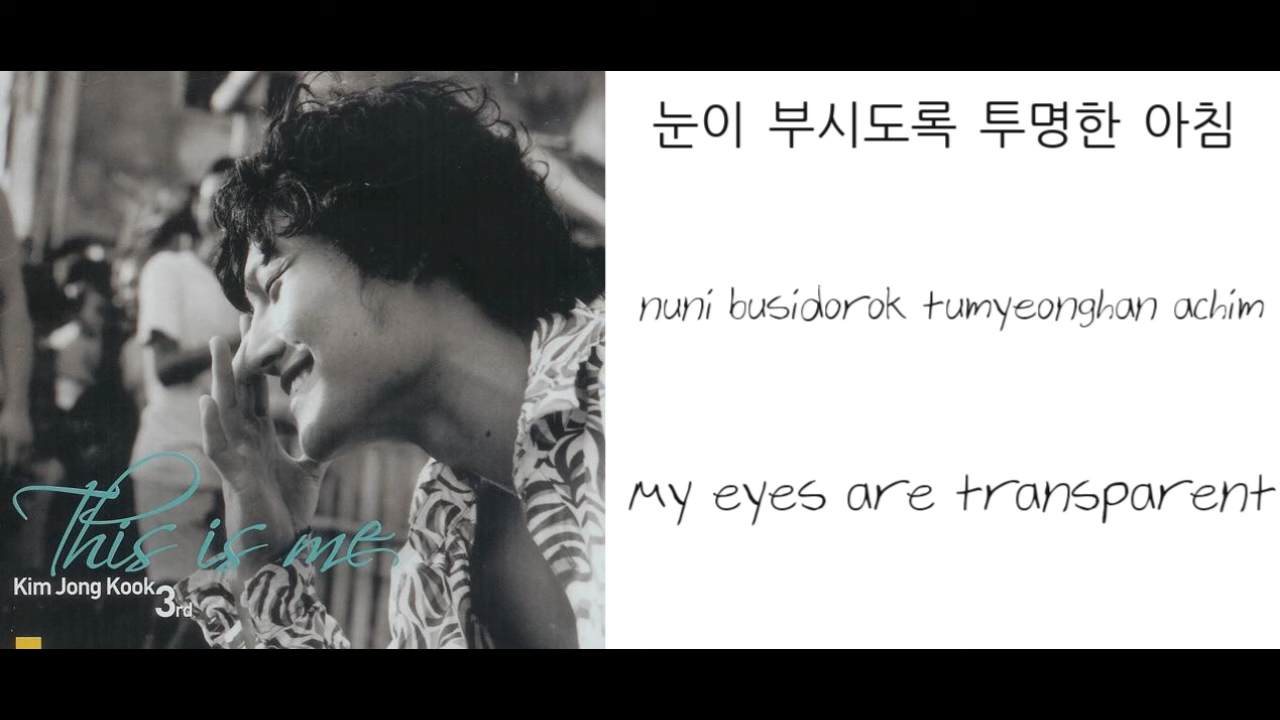 This is me
Kim Jong Kook 3rd
눈이 부시도록 투명한 아침
nuni busidorok tumyeonghan achim
My eyes are transparent